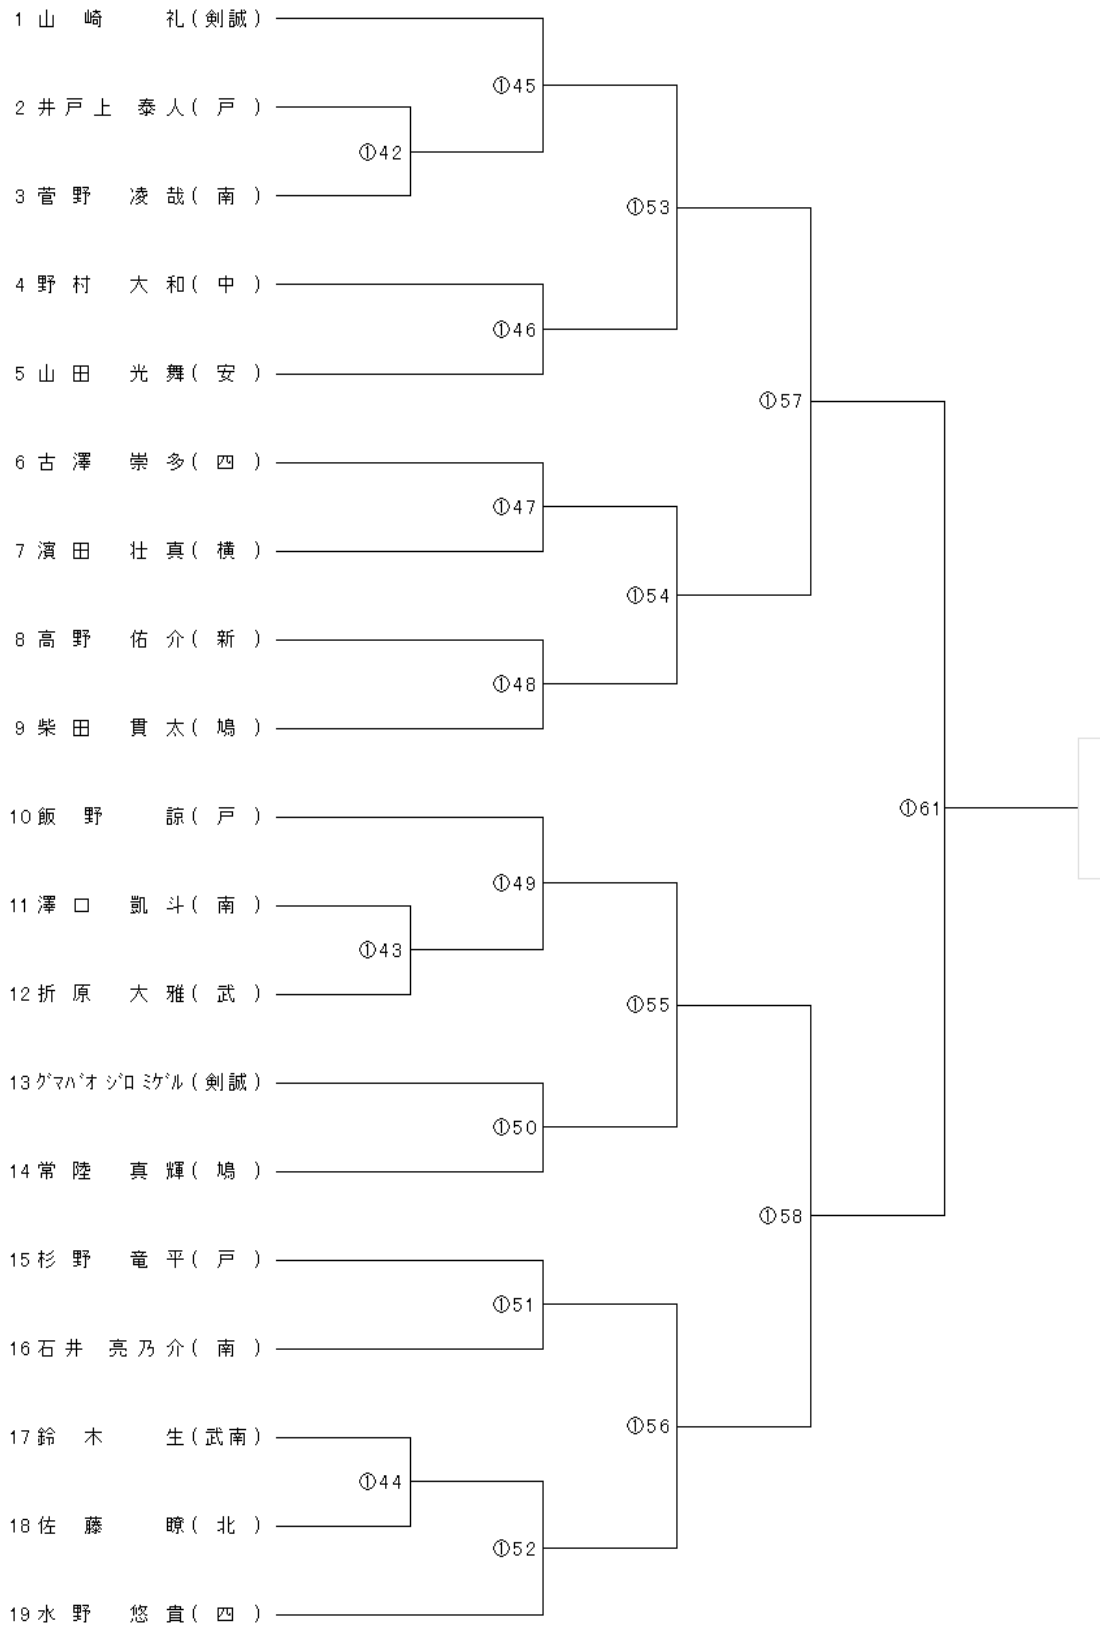 1 山崎 礼(剣誠)
①45
2 井戸上 泰人(戸)
①42
3 菅野 凌哉(南)
①53
4 野村 大和(中)
①46
5 山田 光舞(安)
①57
6 古澤 崇多(四)
①47
7 濱田 壮真(横)
①54
8 高野 佑介(新)
①48
9 柴田 貫太(鳩)
①61
10 飯野 諒(戸)
①49
11 澤口 凱斗(南)
①43
12 折原 大雅(武)
①55
13 グマバオ ジロ ミゲル(剣誠)
①50
14 常陸 真輝(鳩)
①58
15 杉野 竜平(戸)
①51
16 石井 亮乃介(南)
①56
17 鈴木 生(武南)
①44
18 佐藤 瞭(北)
①52
19 水野 悠貴(四)